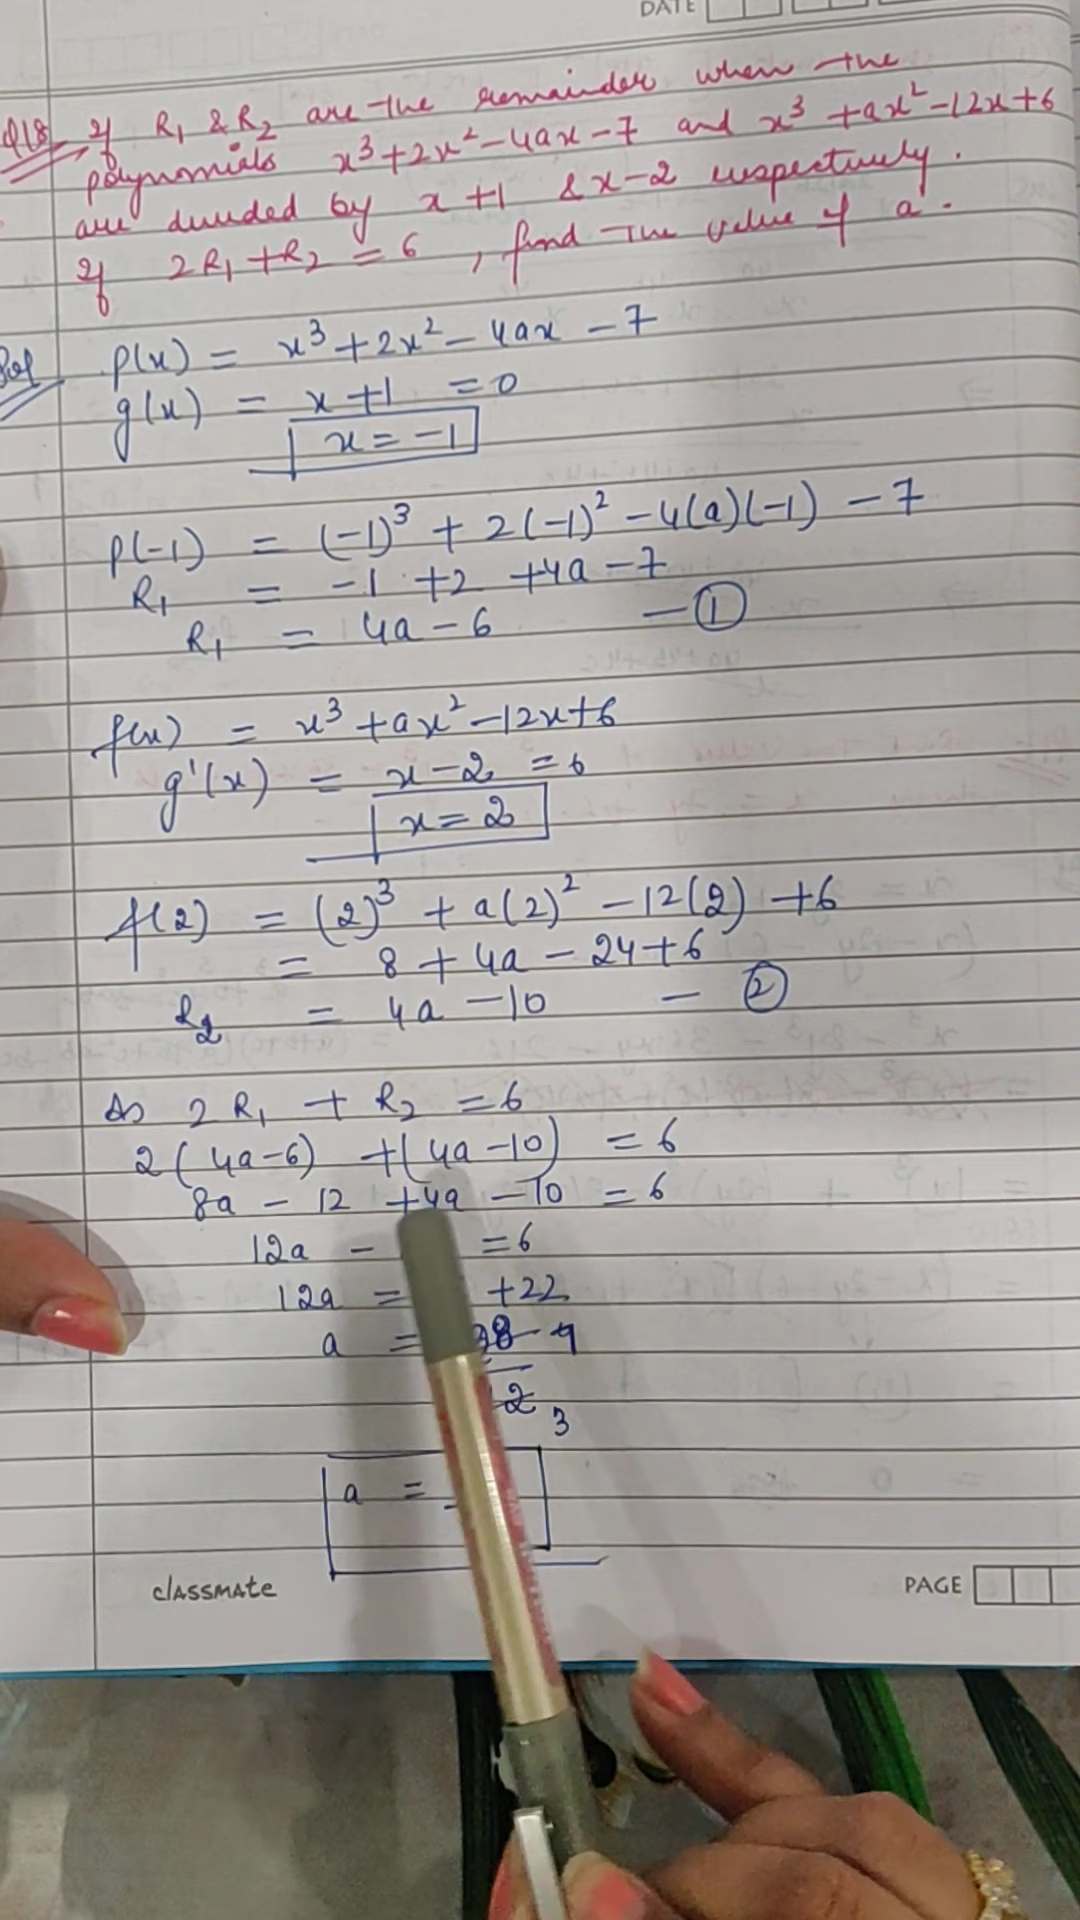 DATE
Q18 If R₁ & R₂ are the remainder when the
polynomials x³+2x²-4ax-7 and x³+ax²-12x+6
are divided by x+1 & x-2 respectively.
If 2R₁+R₂ = 6, find the value of a.
Sol p(x) = x³+2x²-4ax-7
g(x) = x+1 = 0
x = -1
p(-1) = (-1)³ + 2(-1)² - 4(a)(-1) - 7
R₁ = -1 +2 +4a-7
R₁ = 4a-6 -①
f(x) = x³+ax²-12x+6
g'(x) = x-2 = 6
x = 2
f(2) = (2)³ + a(2)² - 12(2) +6
= 8 + 4a - 24+6
R₂ = 4a-10 - ②
As 2R₁ + R₂ = 6
2(4a-6) +(4a-10) = 6
8a - 12 +4a - 10 = 6
12a - = 6
12a = +22
a = 28
2 3
a =
classmate
PAGE